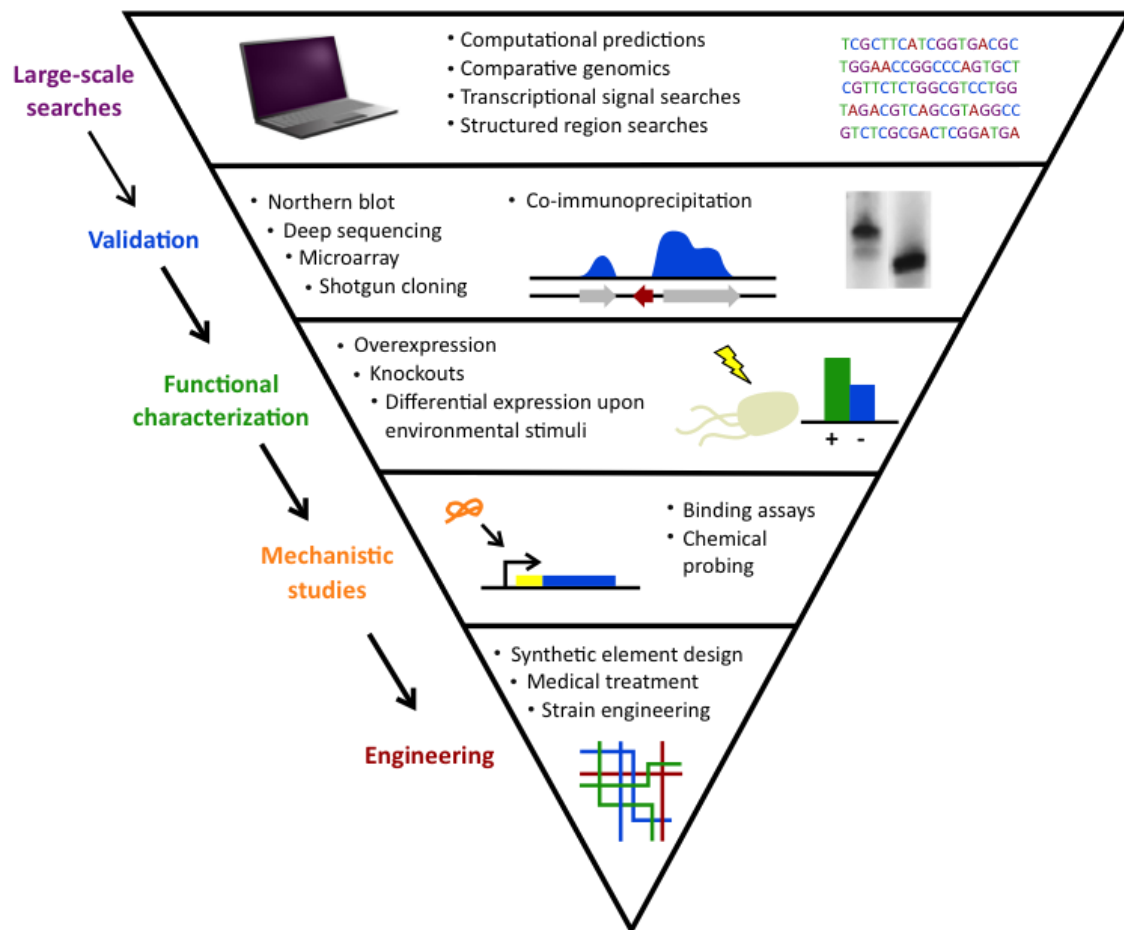 Large-scale
searches
• Computational predictions
• Comparative genomics
• Transcriptional signal searches
• Structured region searches
TCGCTTCATCGGTGACGC
TGGAACCGGCCCAGTGCT
CGTTCTCTGGCGTCCTGG
TAGACGTCAGCGTAGGCC
GTCTCGCGACTCGGATGA
Validation
• Northern blot
• Deep sequencing
• Microarray
• Shotgun cloning
• Co-immunoprecipitation
Functional
characterization
• Overexpression
• Knockouts
• Differential expression upon
environmental stimuli
+ -
Mechanistic
studies
• Binding assays
• Chemical
probing
Engineering
• Synthetic element design
• Medical treatment
• Strain engineering